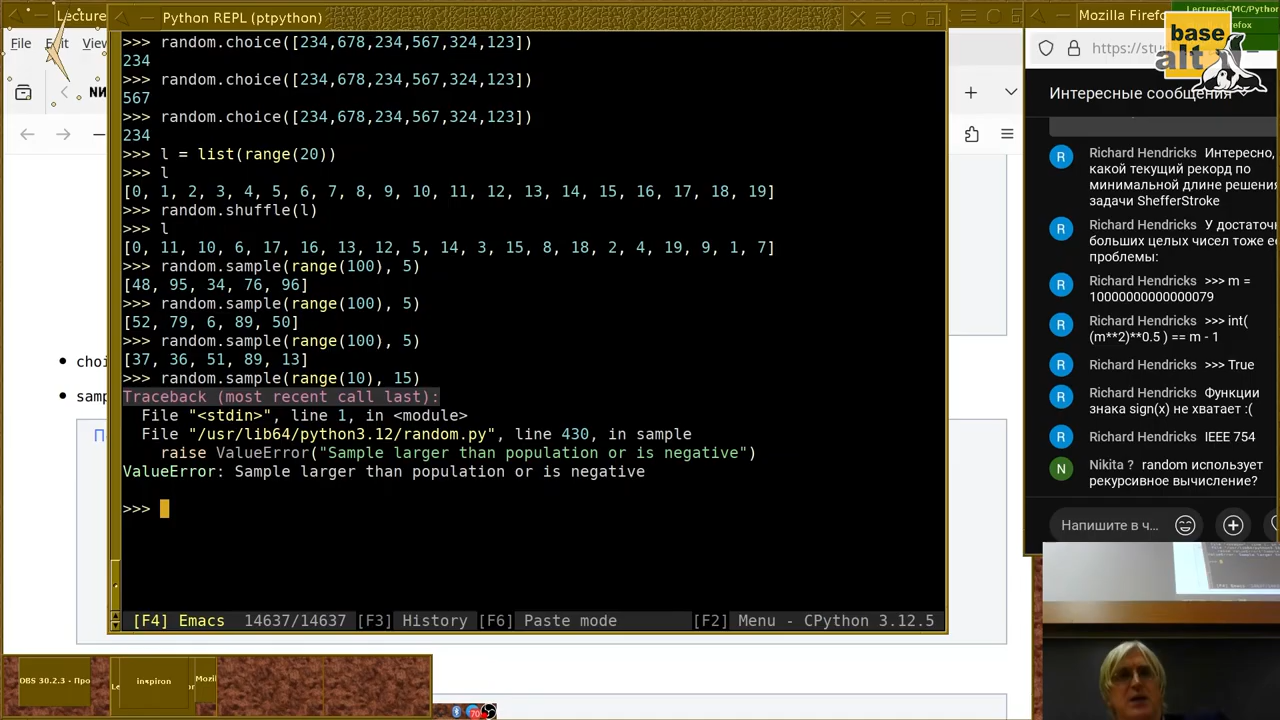 Lecture
Python REPL (ptpython)
Mozilla Firefo
LecturesCMC/Python
refox
File Edit View
https://stu
base
alt
Интересные сообщения
>>> random.choice([234,678,234,567,324,123])
234
>>> random.choice([234,678,234,567,324,123])
567
>>> random.choice([234,678,234,567,324,123])
234
>>> l = list(range(20))
>>> l
[0, 1, 2, 3, 4, 5, 6, 7, 8, 9, 10, 11, 12, 13, 14, 15, 16, 17, 18, 19]
>>> random.shuffle(l)
>>> l
[0, 11, 10, 6, 17, 16, 13, 12, 5, 14, 3, 15, 8, 18, 2, 4, 19, 9, 1, 7]
>>> random.sample(range(100), 5)
[48, 95, 34, 76, 96]
>>> random.sample(range(100), 5)
[52, 79, 6, 89, 50]
>>> random.sample(range(100), 5)
[37, 36, 51, 89, 13]
>>> random.sample(range(10), 15)
Traceback (most recent call last):
File "<stdin>", line 1, in <module>
File "/usr/lib64/python3.12/random.py", line 430, in sample
raise ValueError("Sample larger than population or is negative")
ValueError: Sample larger than population or is negative
>>>
[F4] Emacs 14637/14637 [F3] History [F6] Paste mode [F2] Menu - CPython 3.12.5
choi
samp
R Richard Hendricks Интересно,
какой текущий рекорд по
минимальной длине решения
задачи ShefferStroke
R Richard Hendricks У достаточ
больших целых чисел тоже ес
проблемы:
R Richard Hendricks >>> m =
10000000000000079
R Richard Hendricks >>> int(
(m**2)**0.5 ) == m - 1
R Richard Hendricks >>> True
R Richard Hendricks Функции
знака sign(x) не хватает :(
R Richard Hendricks IEEE 754
N Nikita ? random использует
рекурсивное вычисление?
Напишите в ч...
OBS 30.2.3 - Про
inspiron
Mozil
70